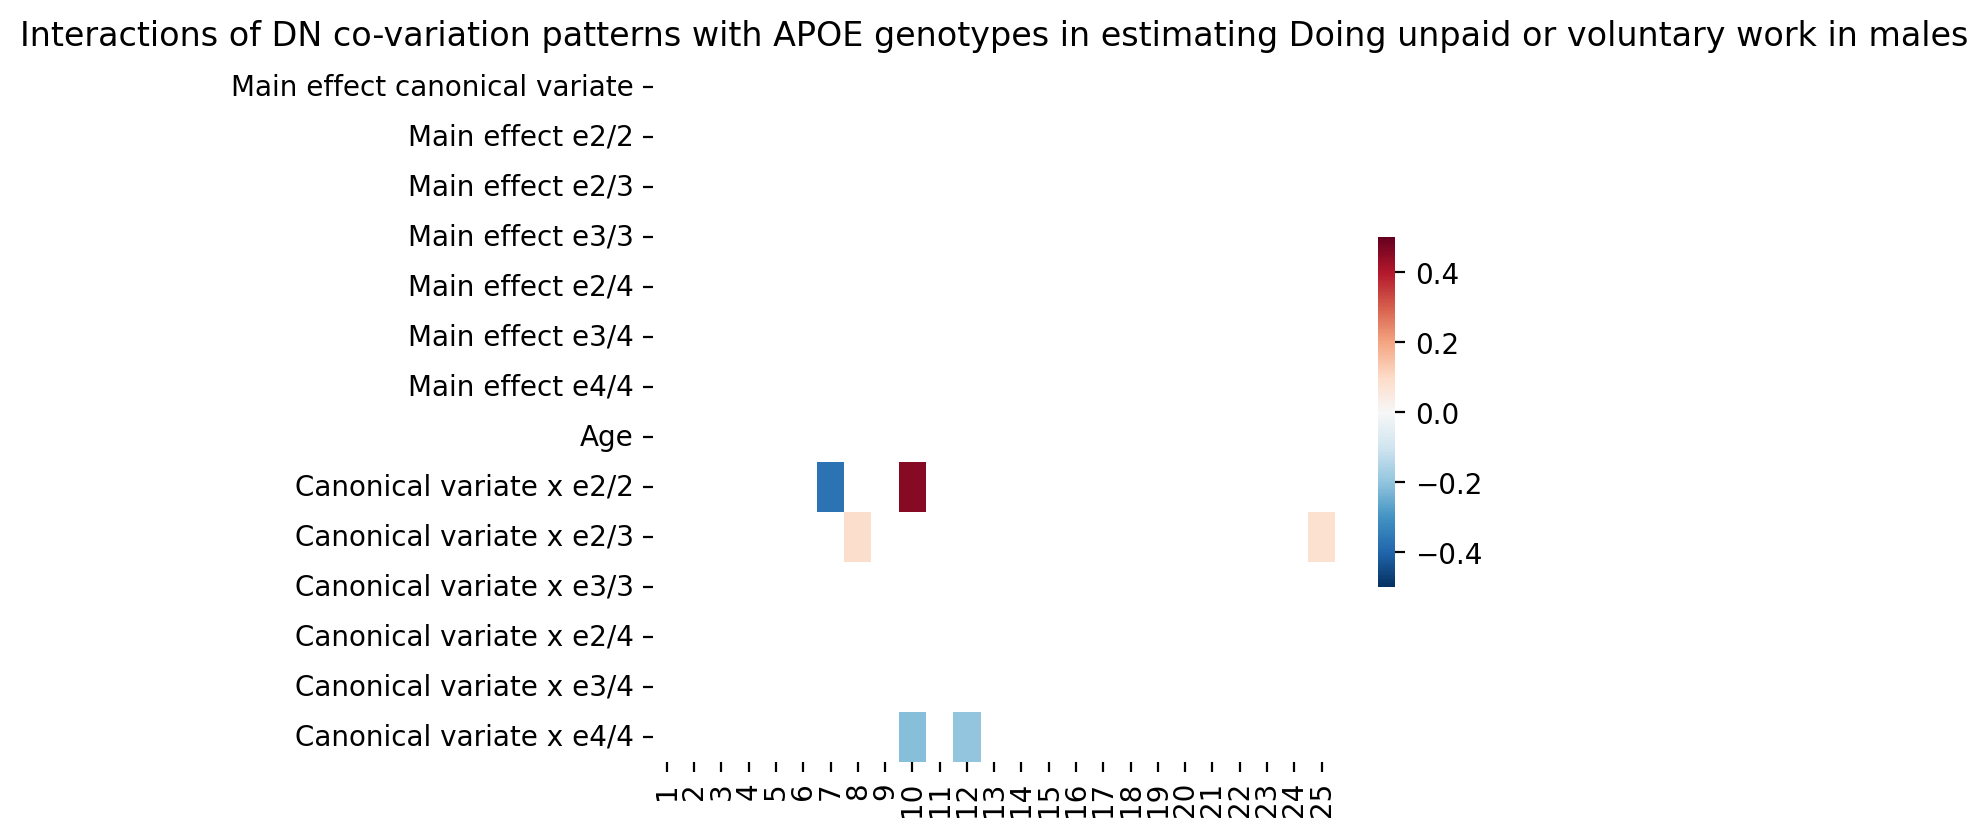 Interactions of DN co-variation patterns with APOE genotypes in estimating Doing unpaid or voluntary work in males
Main effect canonical variate
Main effect e2/2
Main effect e2/3
Main effect e3/3
Main effect e2/4
Main effect e3/4
Main effect e4/4
Age
Canonical variate x e2/2
Canonical variate x e2/3
Canonical variate x e3/3
Canonical variate x e2/4
Canonical variate x e3/4
Canonical variate x e4/4
1 2 3 4 5 6 7 8 9 10 11 12 13 14 15 16 17 18 19 20 21 22 23 24 25
0.4
0.2
0.0
−0.2
−0.4